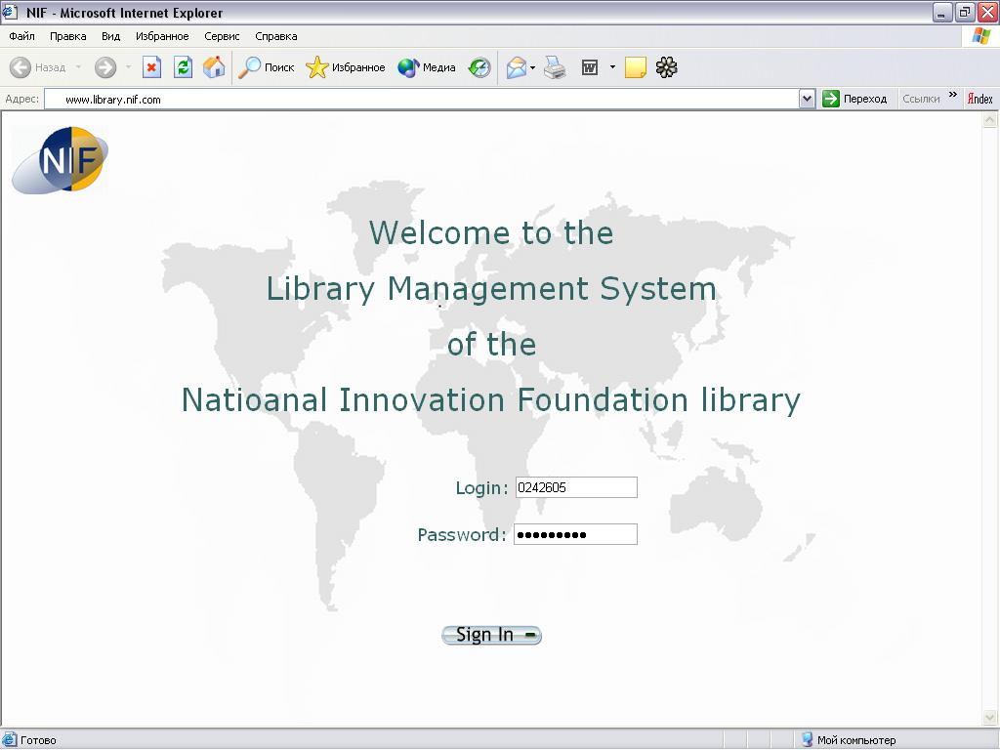 NIF - Microsoft Internet Explorer
Файл Правка Вид Избранное Сервис Справка
Назад Поиск Избранное Медиа
Адрес: www.library.nif.com Переход Ссылки » Яndex
NIF
Welcome to the
Library Management System
of the
Natioanal Innovation Foundation library
Login: 0242605
Password: •••••••••
Sign In
Готово Мой компьютер